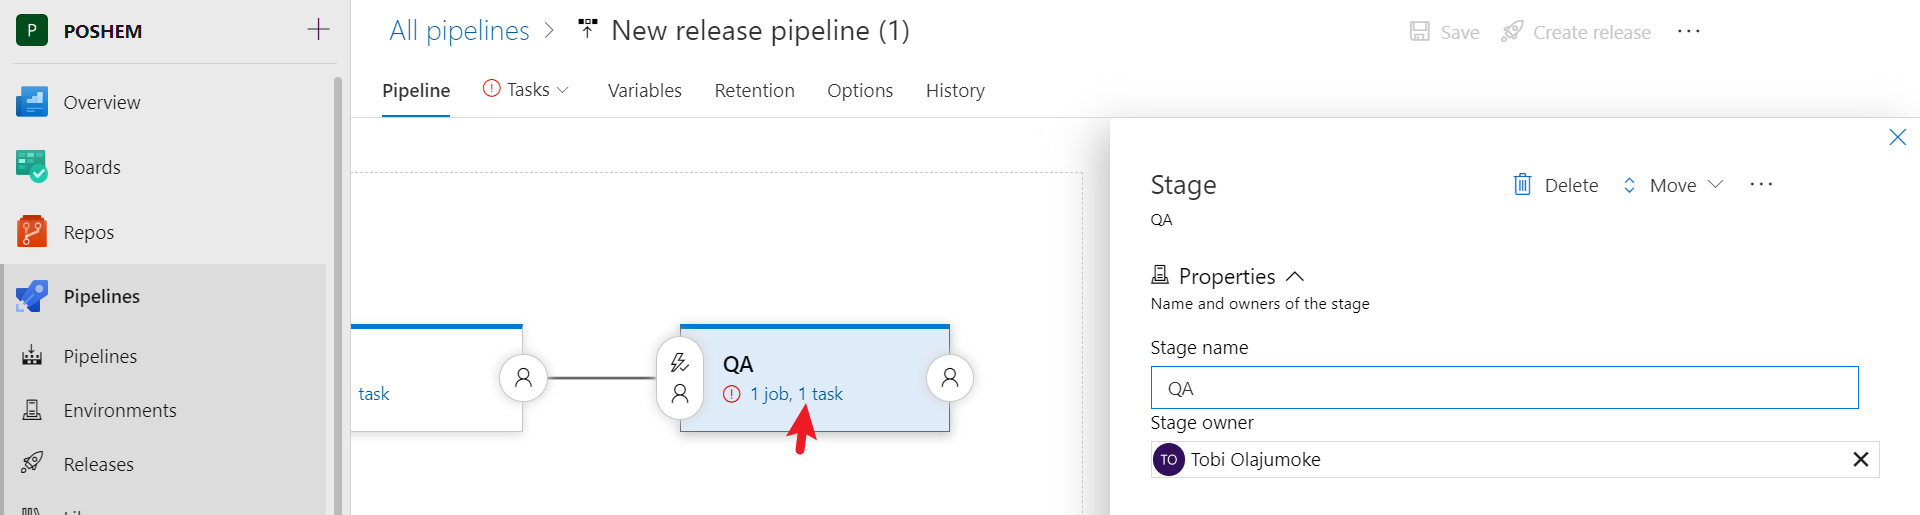 P POSHEM
Overview
Boards
Repos
Pipelines
Pipelines
Environments
Releases
All pipelines
New release pipeline (1)
Save
Create release
Pipeline
Tasks
Variables
Retention
Options
History
task
QA
1 job, 1 task
Stage
QA
Delete
Move
Properties
Name and owners of the stage
Stage name
QA
Stage owner
TO Tobi Olajumoke